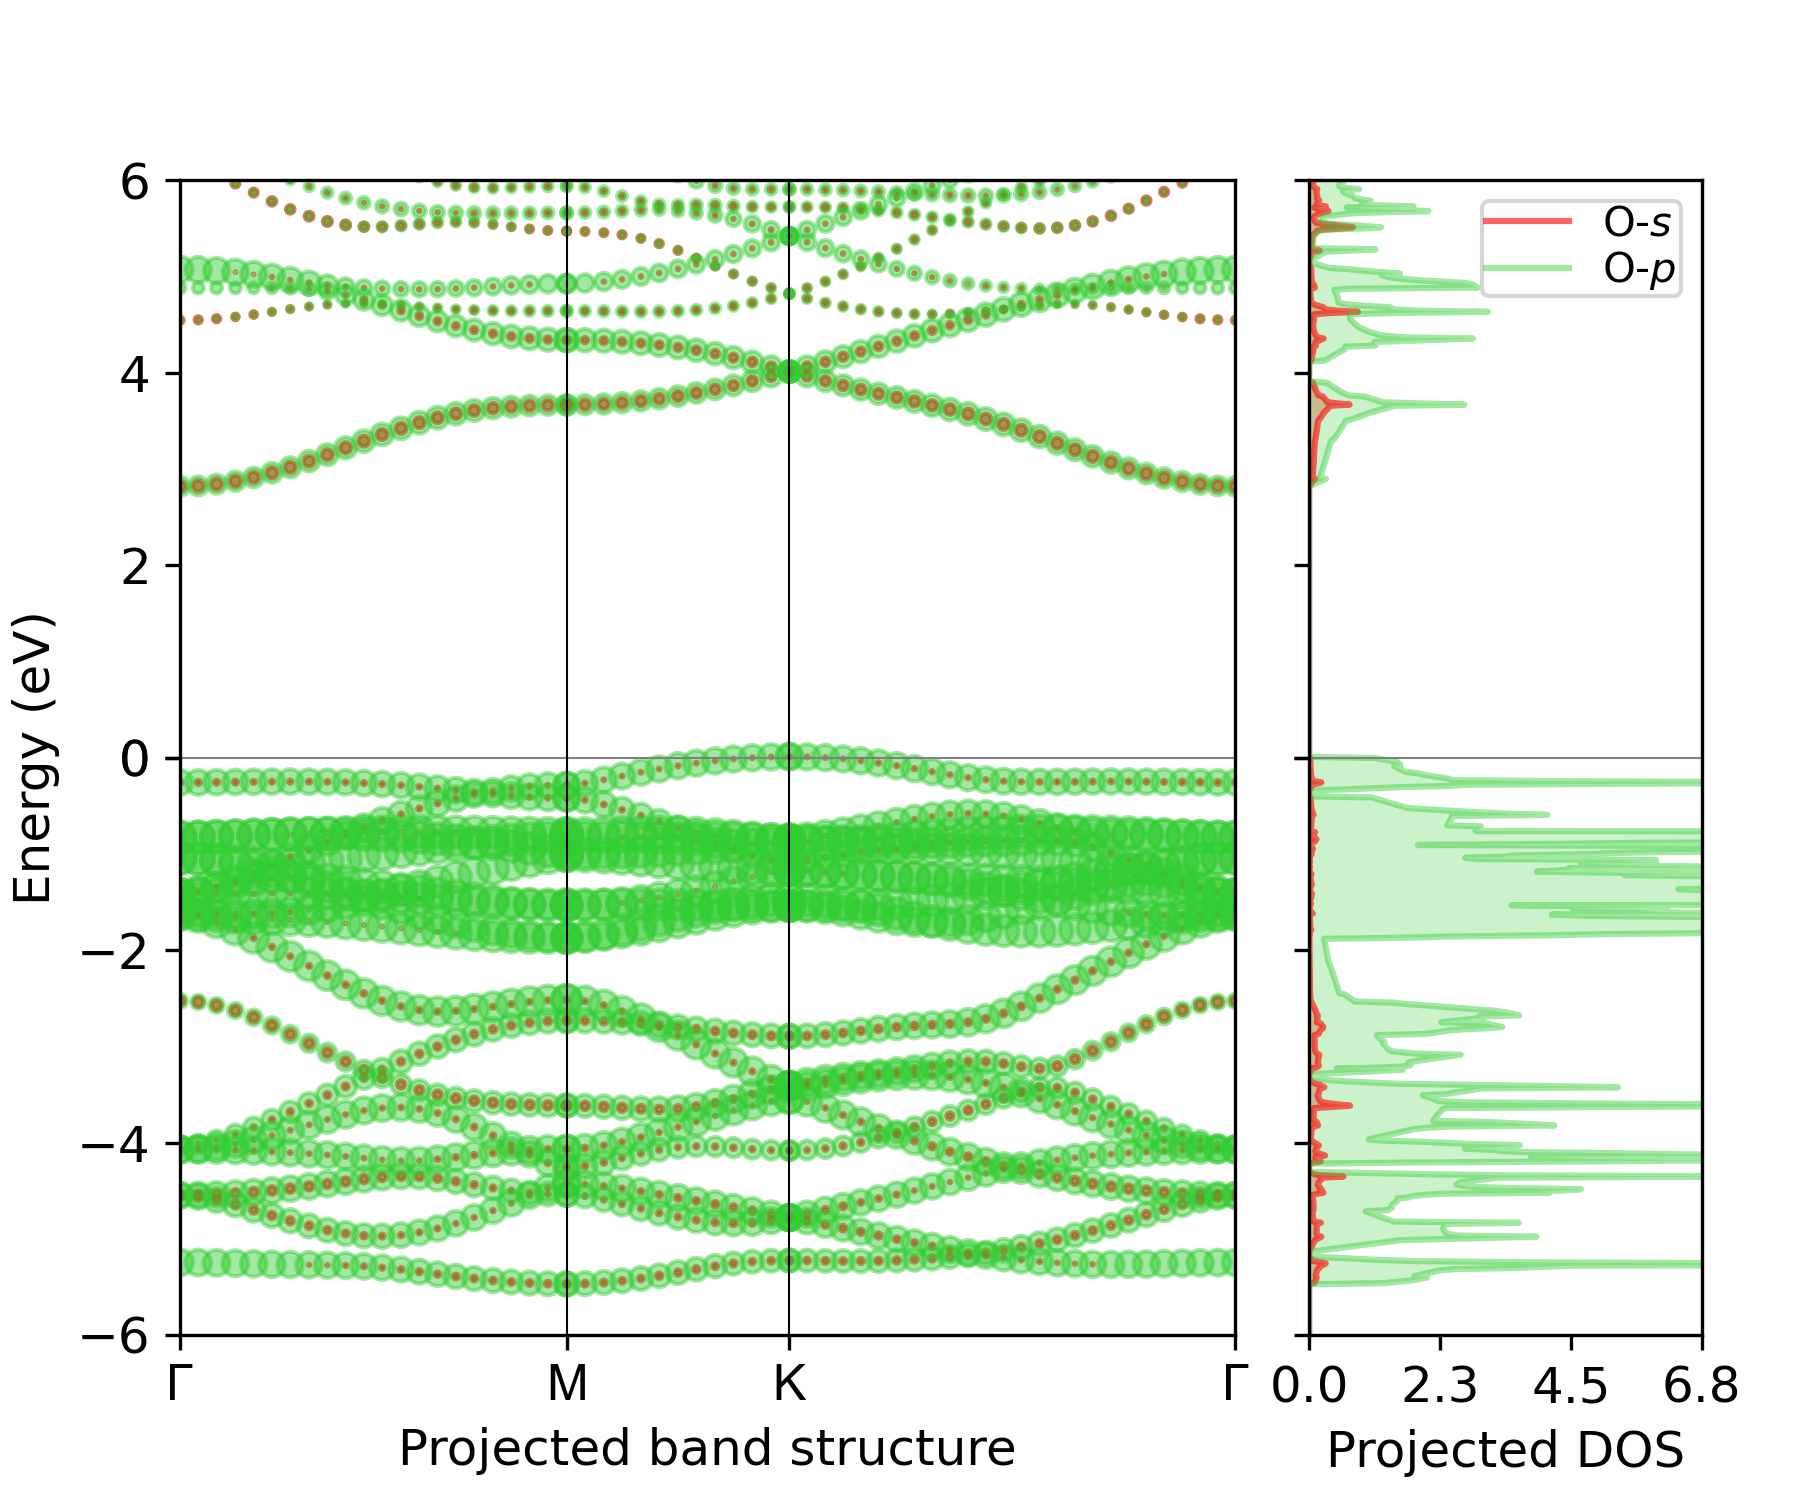 Energy (eV)
6
4
2
0
−2
−4
−6
Γ
M
K
Γ
Projected band structure
O-s
O-p
0.0
2.3
4.5
6.8
Projected DOS